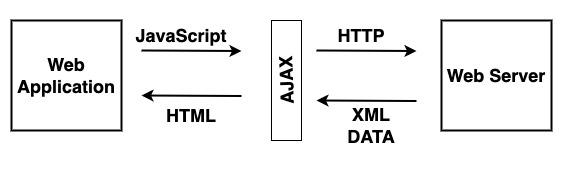 Web
Application
JavaScript
HTML
AJAX
HTTP
XML
DATA
Web Server